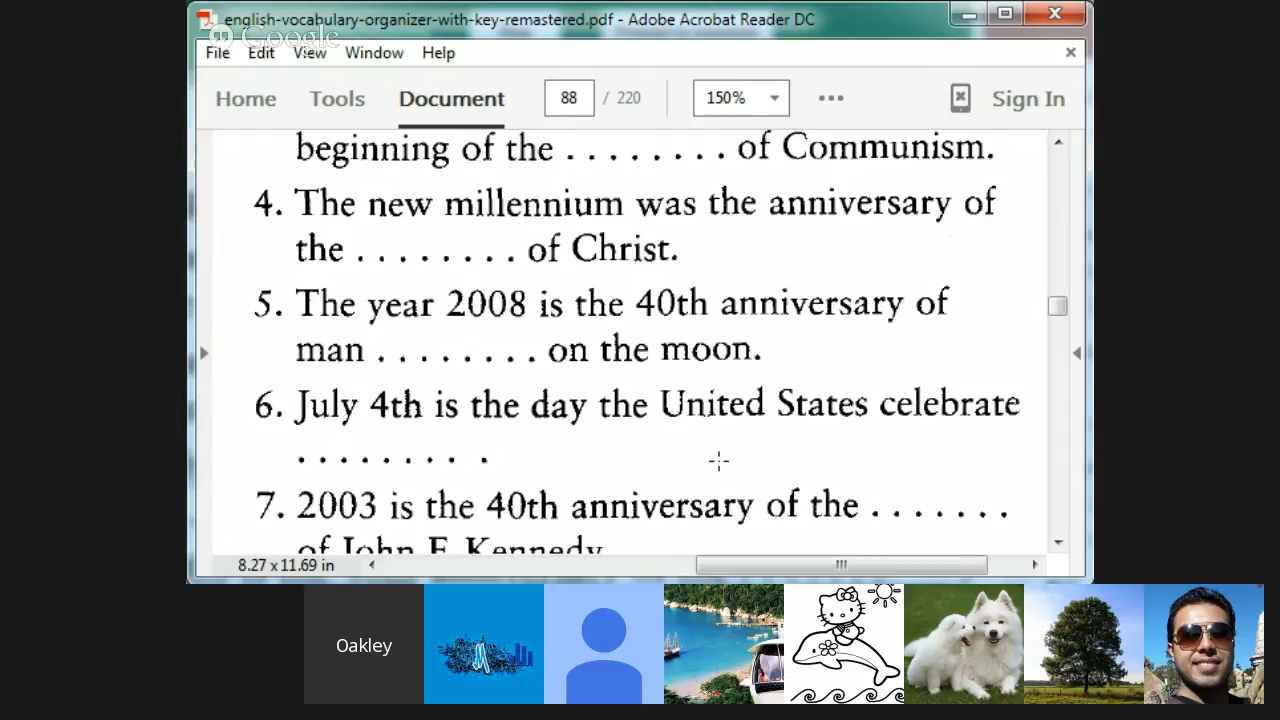 english-vocabulary-organizer-with-key-remastered.pdf - Adobe Acrobat Reader DC
Google
File Edit View Window Help
Home Tools Document 88 / 220 150% ••• Sign In
beginning of the . . . . . . . . of Communism.
4. The new millennium was the anniversary of
the . . . . . . . . of Christ.
5. The year 2008 is the 40th anniversary of
man . . . . . . . . on the moon.
6. July 4th is the day the United States celebrate
. . . . . . . . .
7. 2003 is the 40th anniversary of the . . . . . . .
of John F Kennedy
8.27 x 11.69 in
Oakley